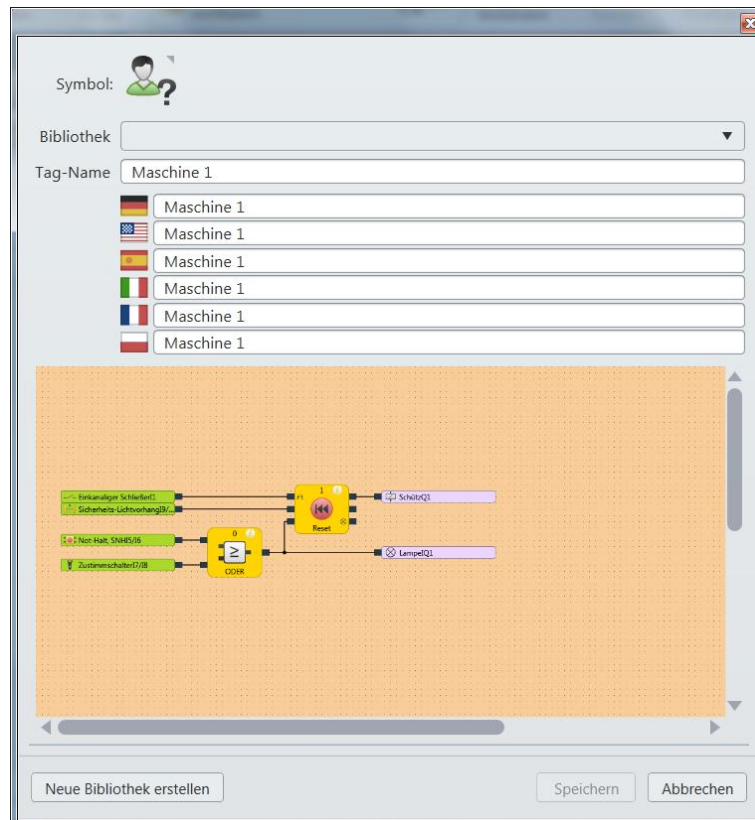 Symbol:
Bibliothek
Tag-Name Maschine 1
Maschine 1
Maschine 1
Maschine 1
Maschine 1
Maschine 1
Maschine 1
Einkanaliger SchließerI1
Sicherheits-LichtvorhangI9/...
1
Reset
SchützQ1
Not-Halt, SNHI5/I6
ZustimmschalterI7/I8
0
≥
ODER
LampeIQ1
Neue Bibliothek erstellen
Speichern
Abbrechen